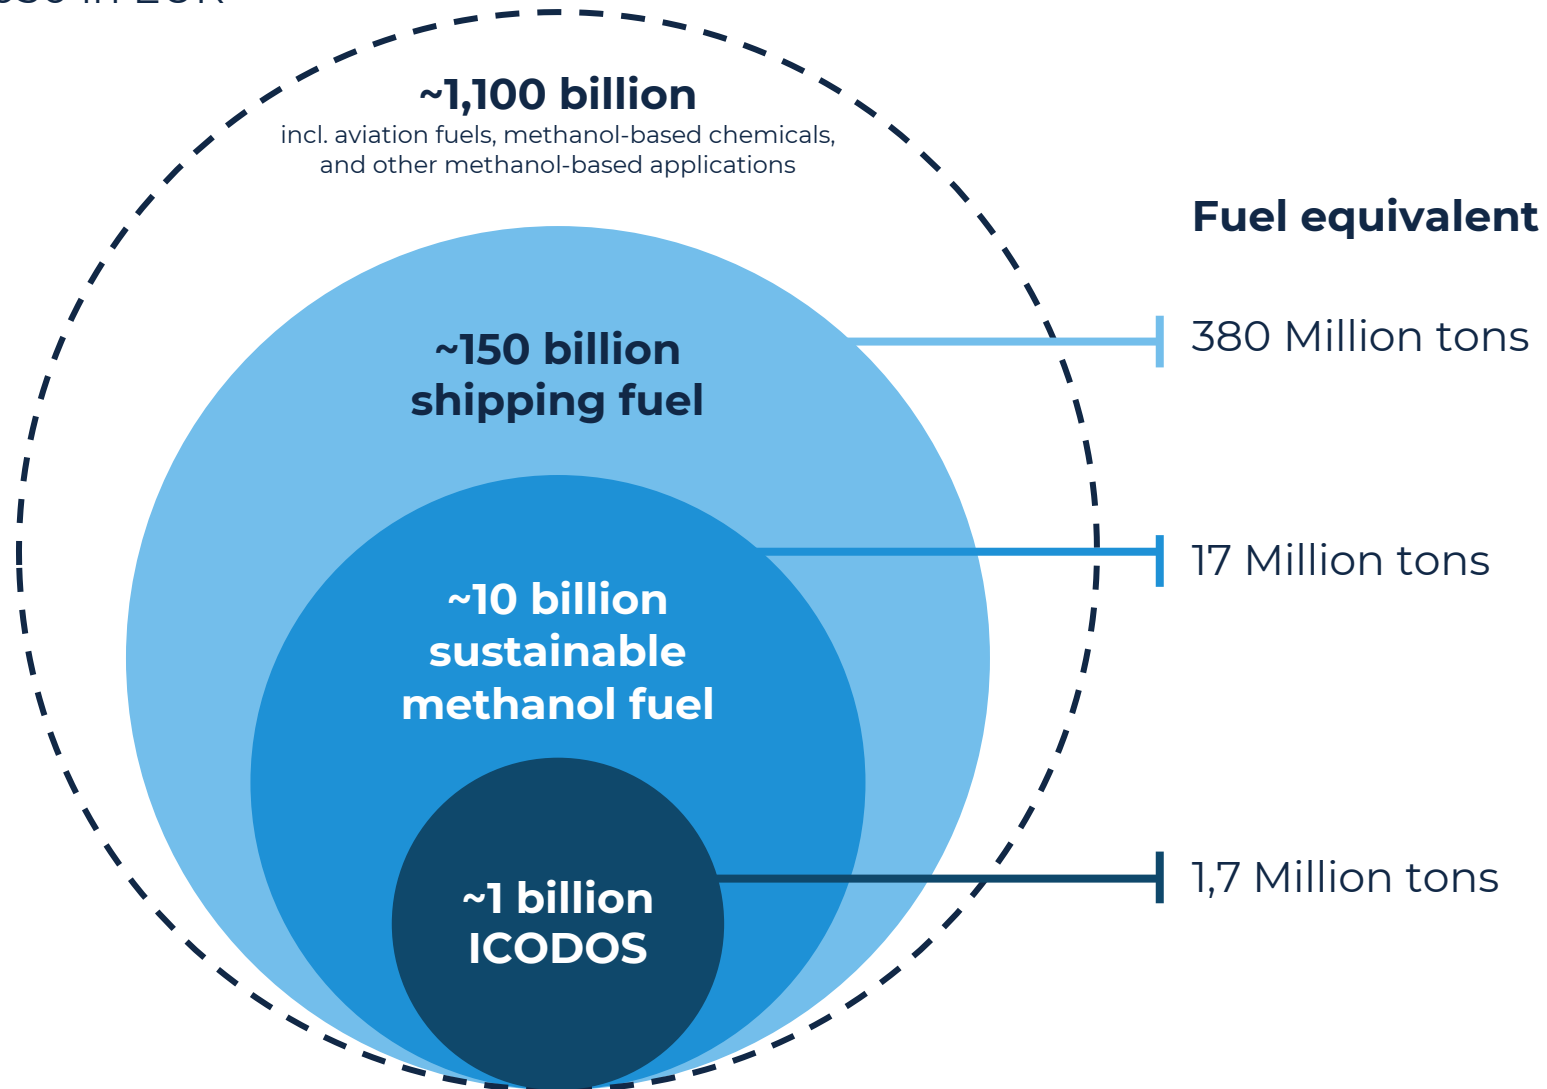 in EUR
~1,100 billion
incl. aviation fuels, methanol-based chemicals,
and other methanol-based applications
Fuel equivalent
~150 billion
shipping fuel
380 Million tons
~10 billion
sustainable
methanol fuel
17 Million tons
~1 billion
ICODOS
1,7 Million tons